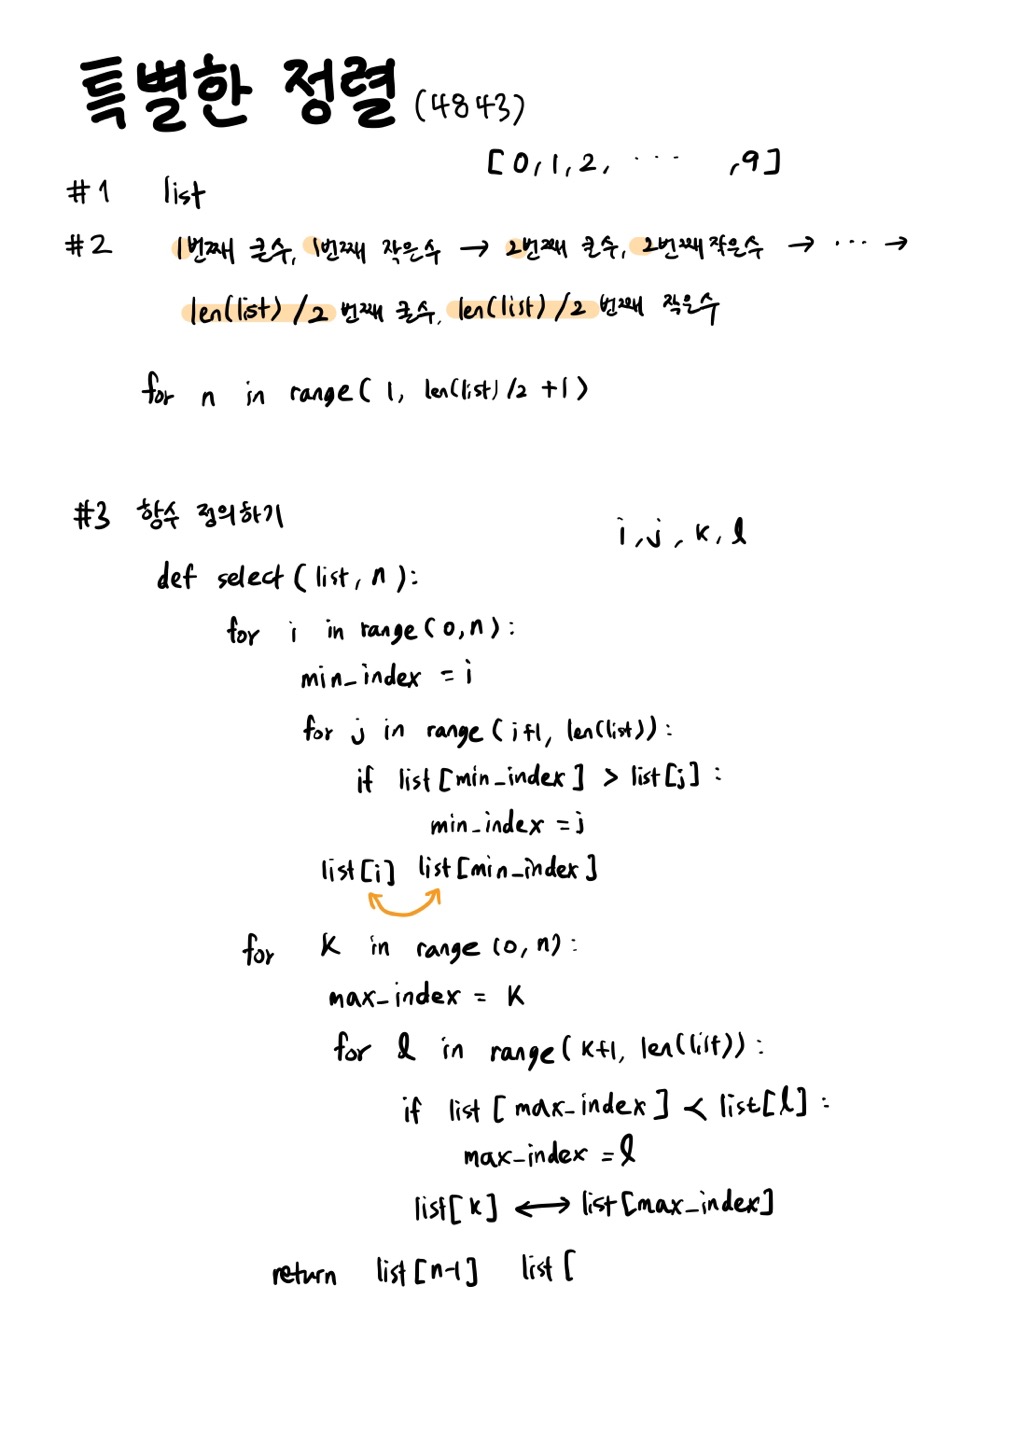 특별한 정렬 (4843)
[0, 1, 2, ... , 9]
#1 list
#2 1번째 큰수, 1번째 작은수 → 2번째 큰수, 2번째 작은수 → ... →
len(list)/2 번째 큰수, len(list)/2 번째 작은수
for n in range( 1, len(list)/2 +1)
#3 함수 정의하기
i, j, k, l
def select(list, n):
for i in range(0, n):
min_index = i
for j in range (i+1, len(list)):
if list[min_index] > list[j]:
min_index = j
list[i] list[min_index]
for k in range (0, n):
max_index = k
for l in range( k+1, len(list)):
if list [max_index] < list[l]:
max_index = l
list[k] ↔ list[max_index]
return list[n-1] list [